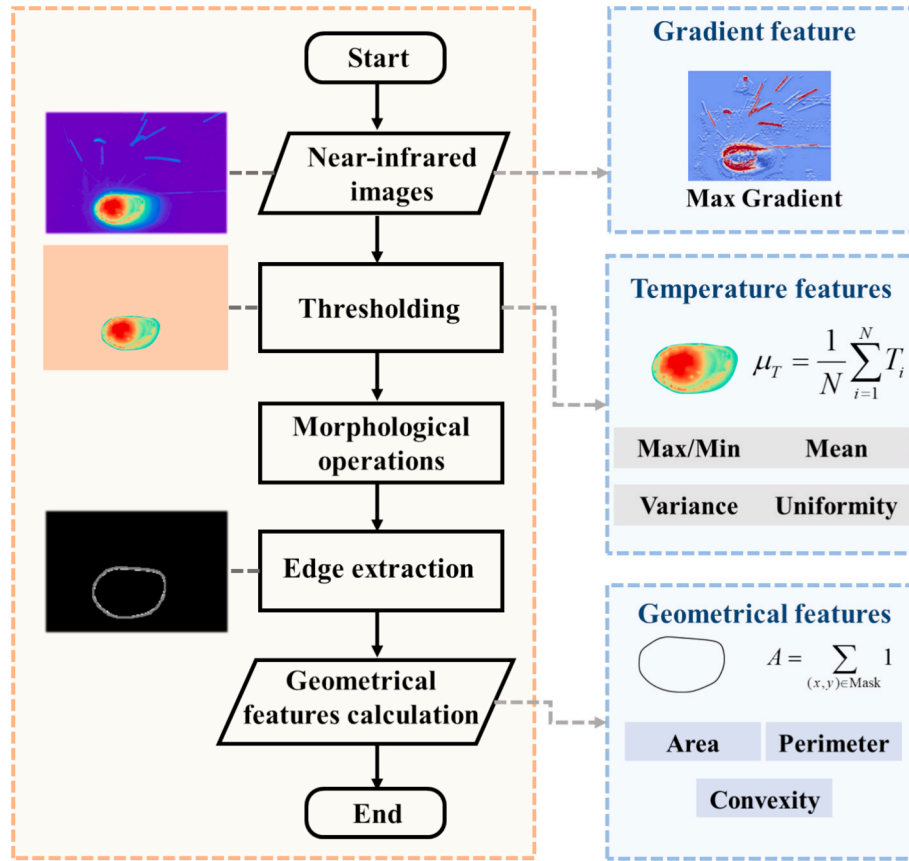 Start
Near-infrared
images
Thresholding
Morphological
operations
Edge extraction
Geometrical
features calculation
End
Gradient feature
Max Gradient
Temperature features
μ_T = 1/N ∑_{i=1}^{N} T_i
Max/Min Mean
Variance Uniformity
Geometrical features
A = ∑_{(x,y)∈Mask} 1
Area Perimeter
Convexity